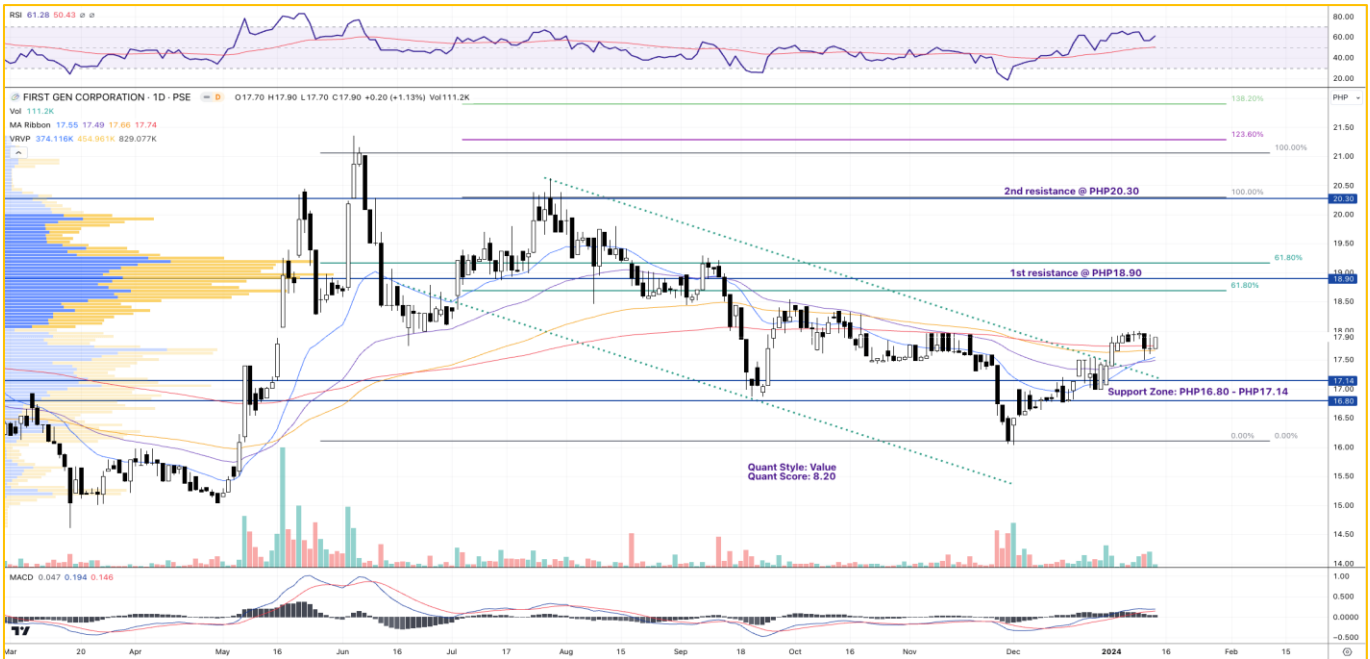 RSI 61.28 50.43 ø ø
80.00
60.00
40.00
20.00
FIRST GEN CORPORATION · 1D · PSE D O17.70 H17.90 L17.70 C17.90 +0.20 (+1.13%) Vol111.2K
PHP
Vol 111.2K
MA Ribbon 17.55 17.49 17.66 17.74
VRVP 374.116K 454.961K 829.077K
138.20%
123.60%
100.00%
2nd resistance @ PHP20.30
100.00%
61.80%
1st resistance @ PHP18.90
61.80%
Support Zone: PHP16.80 - PHP17.14
0.00% 0.00%
Quant Style: Value
Quant Score: 8.20
21.50
21.00
20.50
20.30
20.00
19.50
19.00
18.90
18.50
18.00
17.90
17.50
17.14
17.00
16.80
16.50
16.00
15.50
15.00
14.50
14.00
MACD 0.047 0.194 0.146
1.00
0.500
0.0000
-0.500
Mar 20 Apr May 16 Jun 16 Jul 17 Aug 15 Sep 18 Oct 16 Nov Dec 2024 16 Feb 15